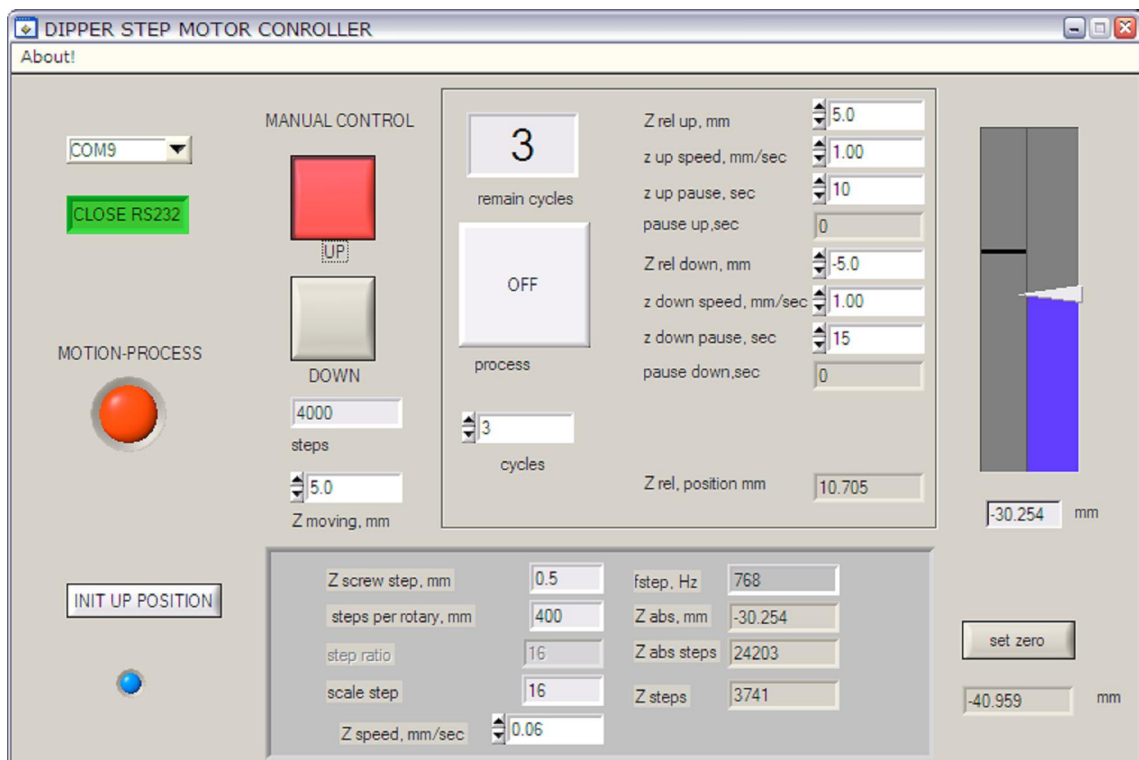 DIPPER STEP MOTOR CONROLLER
About!
COM9
CLOSE RS232
MOTION-PROCESS
INIT UP POSITION
MANUAL CONTROL
UP
DOWN
4000
steps
5.0
Z moving, mm
3
remain cycles
OFF
process
3
cycles
Z rel up, mm 5.0
z up speed, mm/sec 1.00
z up pause, sec 10
pause up,sec 0
Z rel down, mm -5.0
z down speed, mm/sec 1.00
z down pause, sec 15
pause down,sec 0
Z rel, position mm 10.705
-30.254 mm
set zero
-40.959 mm
Z screw step, mm 0.5
steps per rotary, mm 400
step ratio 16
scale step 16
Z speed, mm/sec 0.06
fstep, Hz 768
Z abs, mm -30.254
Z abs steps 24203
Z steps 3741